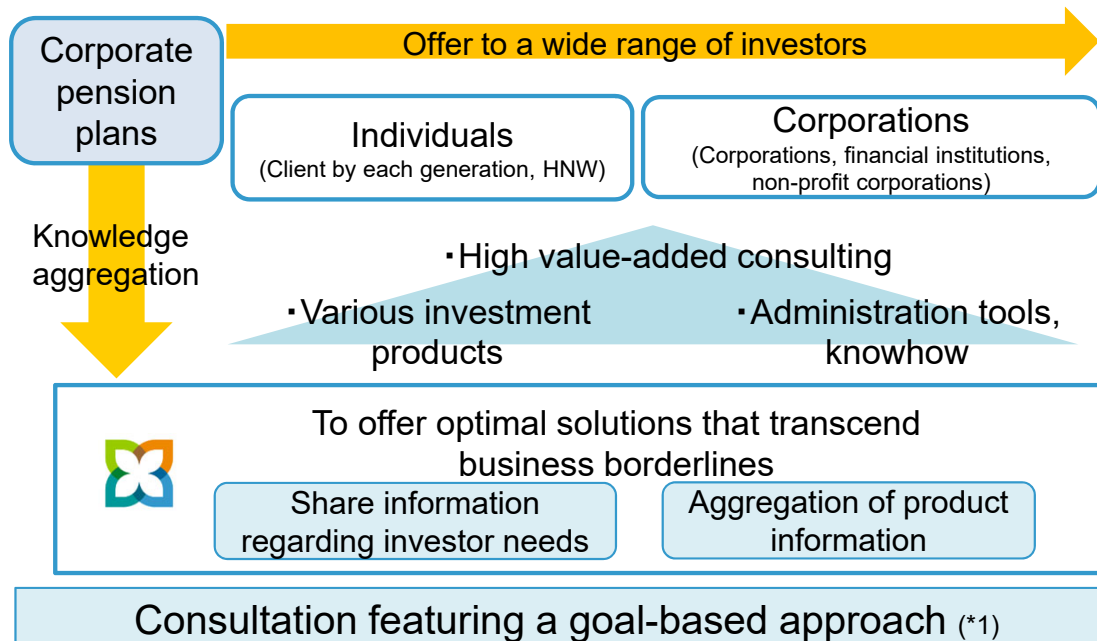 Corporate
pension
plans
Offer to a wide range of investors
Individuals
(Client by each generation, HNW)
Corporations
(Corporations, financial institutions,
non-profit corporations)
Knowledge
aggregation
・High value-added consulting
・Various investment
products
・Administration tools,
knowhow
To offer optimal solutions that transcend
business borderlines
Share information
regarding investor needs
Aggregation of product
information
Consultation featuring a goal-based approach (*1)